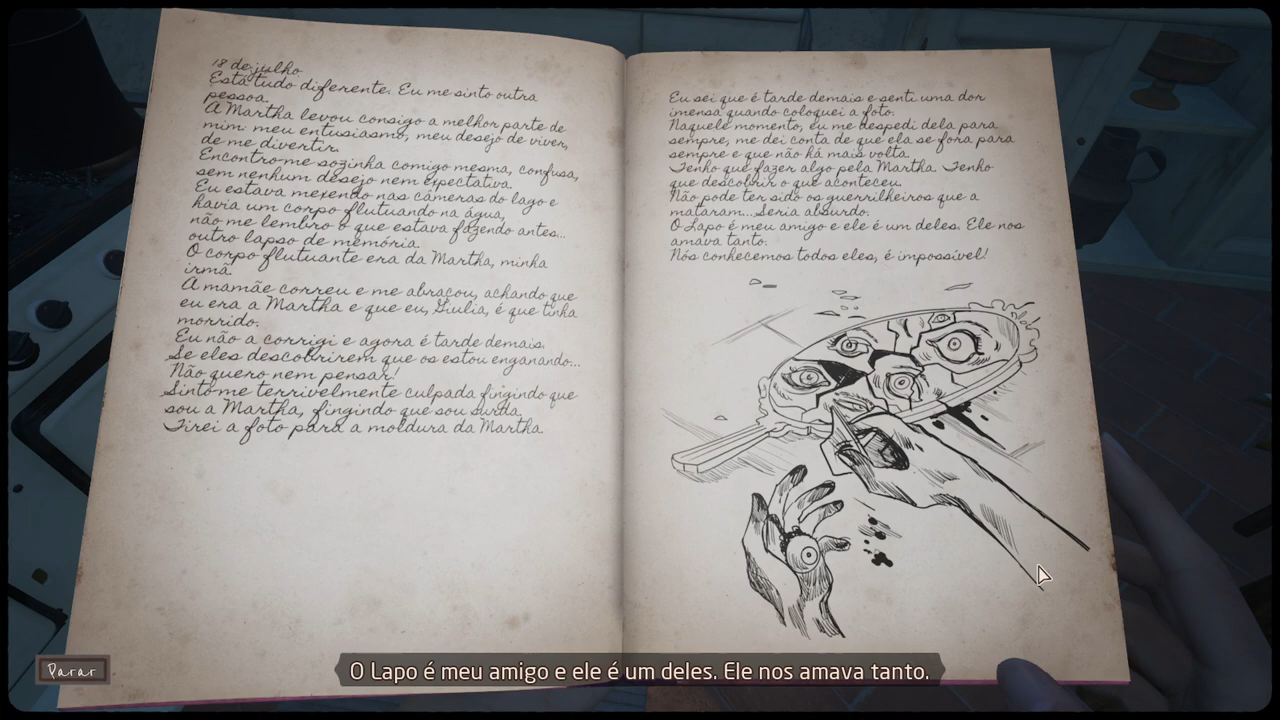 18 de julho
Está tudo diferente. Eu me sinto outra
pessoa.
A Martha levou consigo a melhor parte de
mim: meu entusiasmo, meu desejo de viver,
de me divertir.
Encontro-me sozinha comigo mesma, confusa,
sem nenhum desejo nem expectativa.
Eu estava mexendo nas câmeras do lago e
havia um corpo flutuando na água,
não me lembro o que estava fazendo antes...
outro lapso de memória.
O corpo flutuante era da Martha, minha
irmã.
A mamãe correu e me abraçou, achando que
eu era a Martha e que eu, Giulia, é que tinha
morrido.
Eu não a corrigi e agora é tarde demais.
Se eles descobrirem que os estou enganando...
Não quero nem pensar!
Sinto-me terrivelmente culpada fingindo que
sou a Martha, fingindo que sou surda.
Tirei a foto para a moldura da Martha
Eu sei que é tarde demais e senti uma dor
imensa quando coloquei a foto.
Naquele momento, eu me despedi dela para
sempre, me dei conta de que ela se fora para
sempre e que não há mais volta.
Tenho que fazer algo pela Martha. Tenho
que descobrir o que aconteceu.
Não pode ter sido os guerrilheiros que a
mataram... Seria absurdo.
O Lapo é meu amigo e ele é um deles. Ele nos
amava tanto.
Nós conhecemos todos eles, é impossível!
Parar
O Lapo é meu amigo e ele é um deles. Ele nos amava tanto.